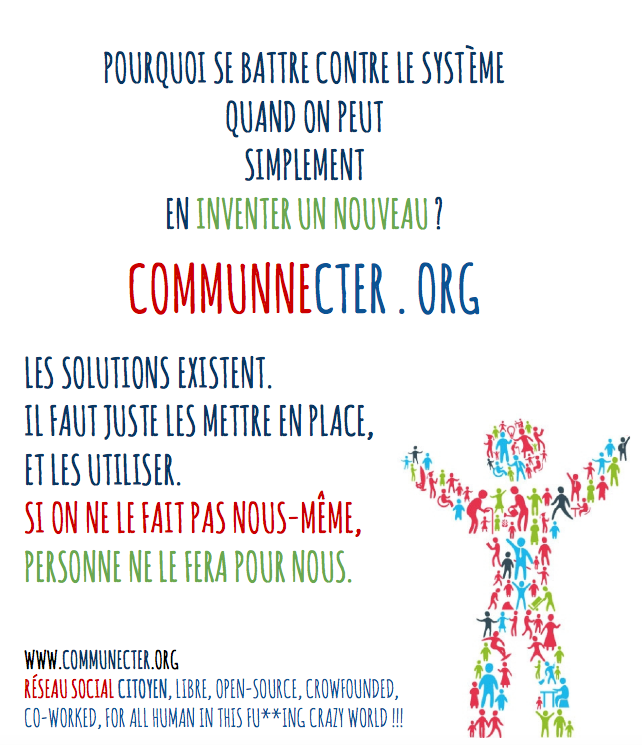 POURQUOI SE BATTRE CONTRE LE SYSTÈME
QUAND ON PEUT
SIMPLEMENT
EN INVENTER UN NOUVEAU ?
COMMUNNECTER . ORG
LES SOLUTIONS EXISTENT.
IL FAUT JUSTE LES METTRE EN PLACE,
ET LES UTILISER.
SI ON NE LE FAIT PAS NOUS-MÊME,
PERSONNE NE LE FERA POUR NOUS.
WWW.COMMUNECTER.ORG
RÉSEAU SOCIAL CITOYEN, LIBRE, OPEN-SOURCE, CROWFOUNDED,
CO-WORKED, FOR ALL HUMAN IN THIS FU**ING CRAZY WORLD !!!